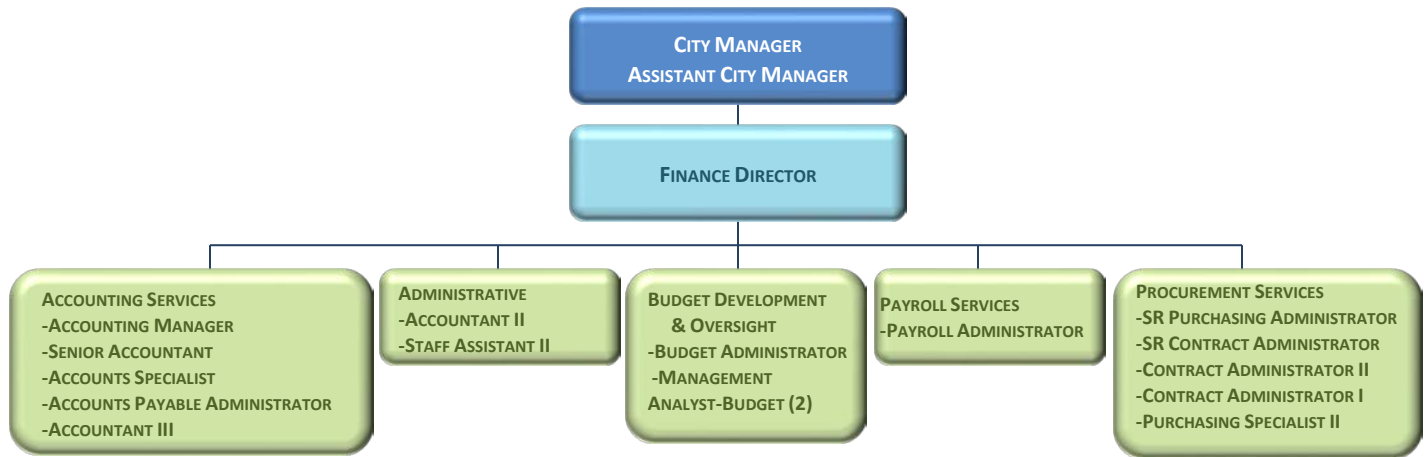 CITY MANAGER
ASSISTANT CITY MANAGER
FINANCE DIRECTOR
ACCOUNTING SERVICES
-ACCOUNTING MANAGER
-SENIOR ACCOUNTANT
-ACCOUNTS SPECIALIST
-ACCOUNTS PAYABLE ADMINISTRATOR
-ACCOUNTANT III
ADMINISTRATIVE
-ACCOUNTANT II
-STAFF ASSISTANT II
BUDGET DEVELOPMENT
& OVERSIGHT
-BUDGET ADMINISTRATOR
-MANAGEMENT
ANALYST-BUDGET (2)
PAYROLL SERVICES
-PAYROLL ADMINISTRATOR
PROCUREMENT SERVICES
-SR PURCHASING ADMINISTRATOR
-SR CONTRACT ADMINISTRATOR
-CONTRACT ADMINISTRATOR II
-CONTRACT ADMINISTRATOR I
-PURCHASING SPECIALIST II